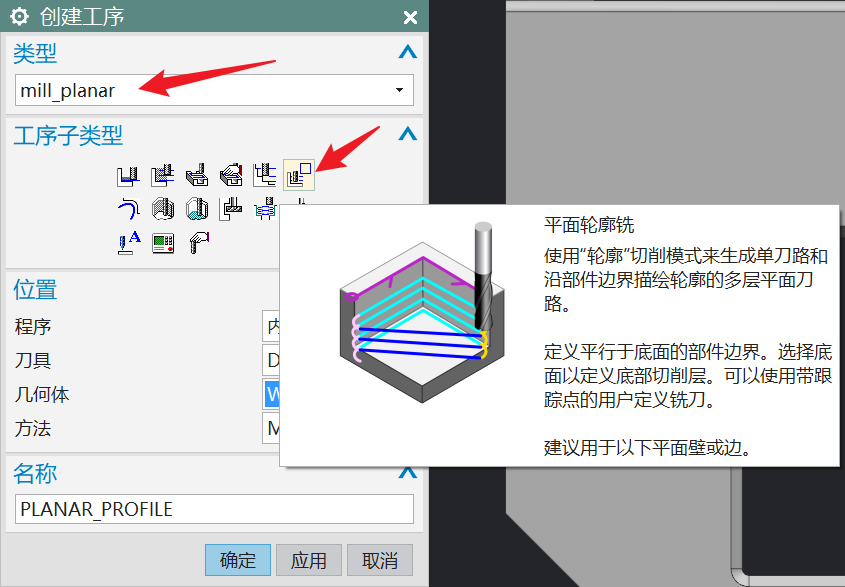 创建工序
类型
mill_planar
工序子类型
平面轮廓铣
使用“轮廓”切削模式来生成单刀路和
沿部件边界描绘轮廓的多层平面刀
路。
定义平行于底面的部件边界。选择底
面以定义底部切削层。可以使用带跟
踪点的用户定义铣刀。
建议用于以下平面壁或边。
位置
程序
内
刀具
D
几何体
W
方法
M
名称
PLANAR_PROFILE
确定
应用
取消